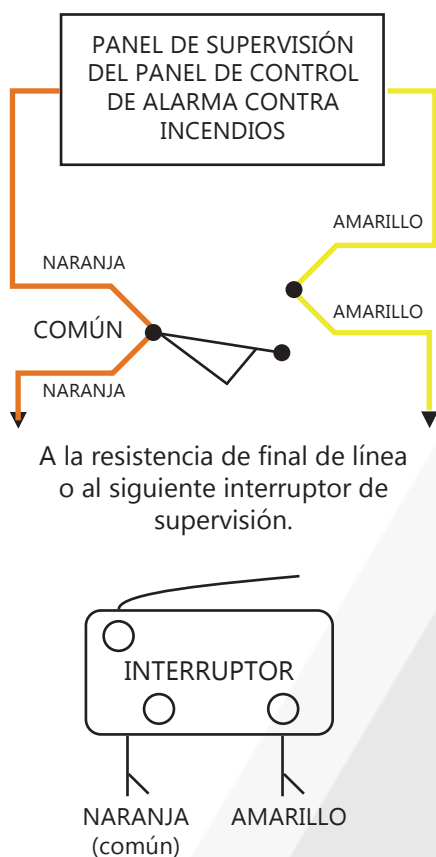 PANEL DE SUPERVISIÓN
DEL PANEL DE CONTROL
DE ALARMA CONTRA
INCENDIOS
AMARILLO
NARANJA
AMARILLO
COMÚN
NARANJA
A la resistencia de final de línea
o al siguiente interruptor de
supervisión.
INTERRUPTOR
NARANJA AMARILLO
(común)